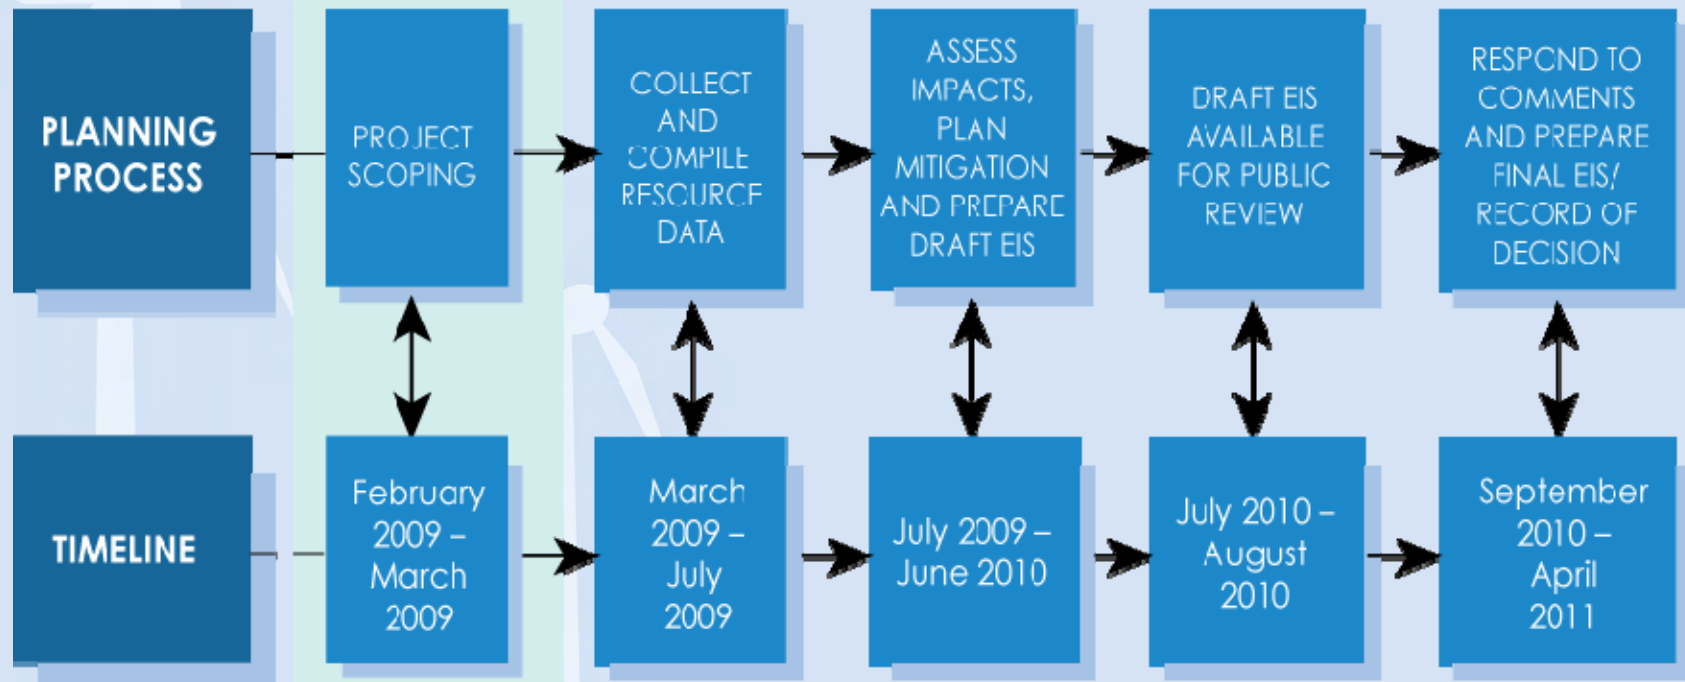 PLANNING
PROCESS
PROJECT
SCOPING
COLLECT
AND
COMPILE
RESOURCE
DATA
ASSESS
IMPACTS,
PLAN
MITIGATION
AND PREPARE
DRAFT EIS
DRAFT EIS
AVAILABLE
FOR PUBLIC
REVIEW
RESPOND TO
COMMENTS
AND PREPARE
FINAL EIS/
RECORD OF
DECISION
TIMELINE
February
2009 –
March
2009
March
2009 –
July
2009
July 2009 –
June 2010
July 2010 –
August
2010
September
2010 –
April
2011